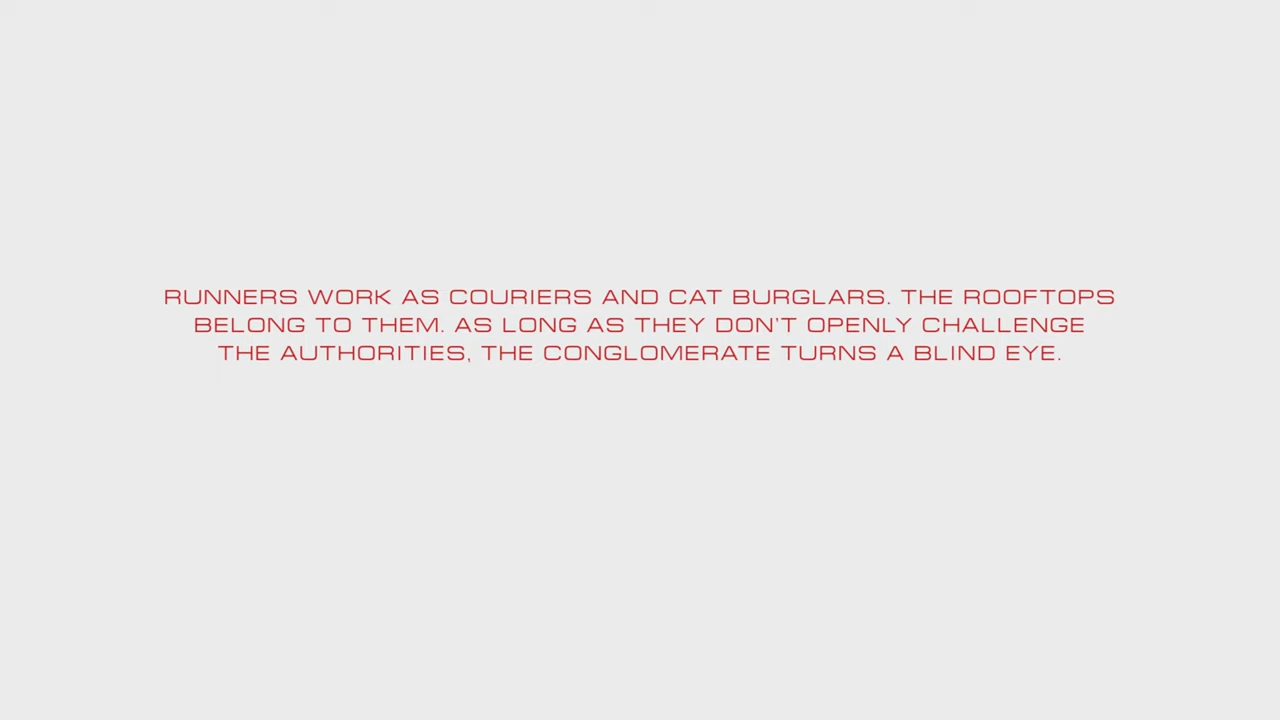 RUNNERS WORK AS COURIERS AND CAT BURGLARS. THE ROOFTOPS
BELONG TO THEM. AS LONG AS THEY DON'T OPENLY CHALLENGE
THE AUTHORITIES, THE CONGLOMERATE TURNS A BLIND EYE.